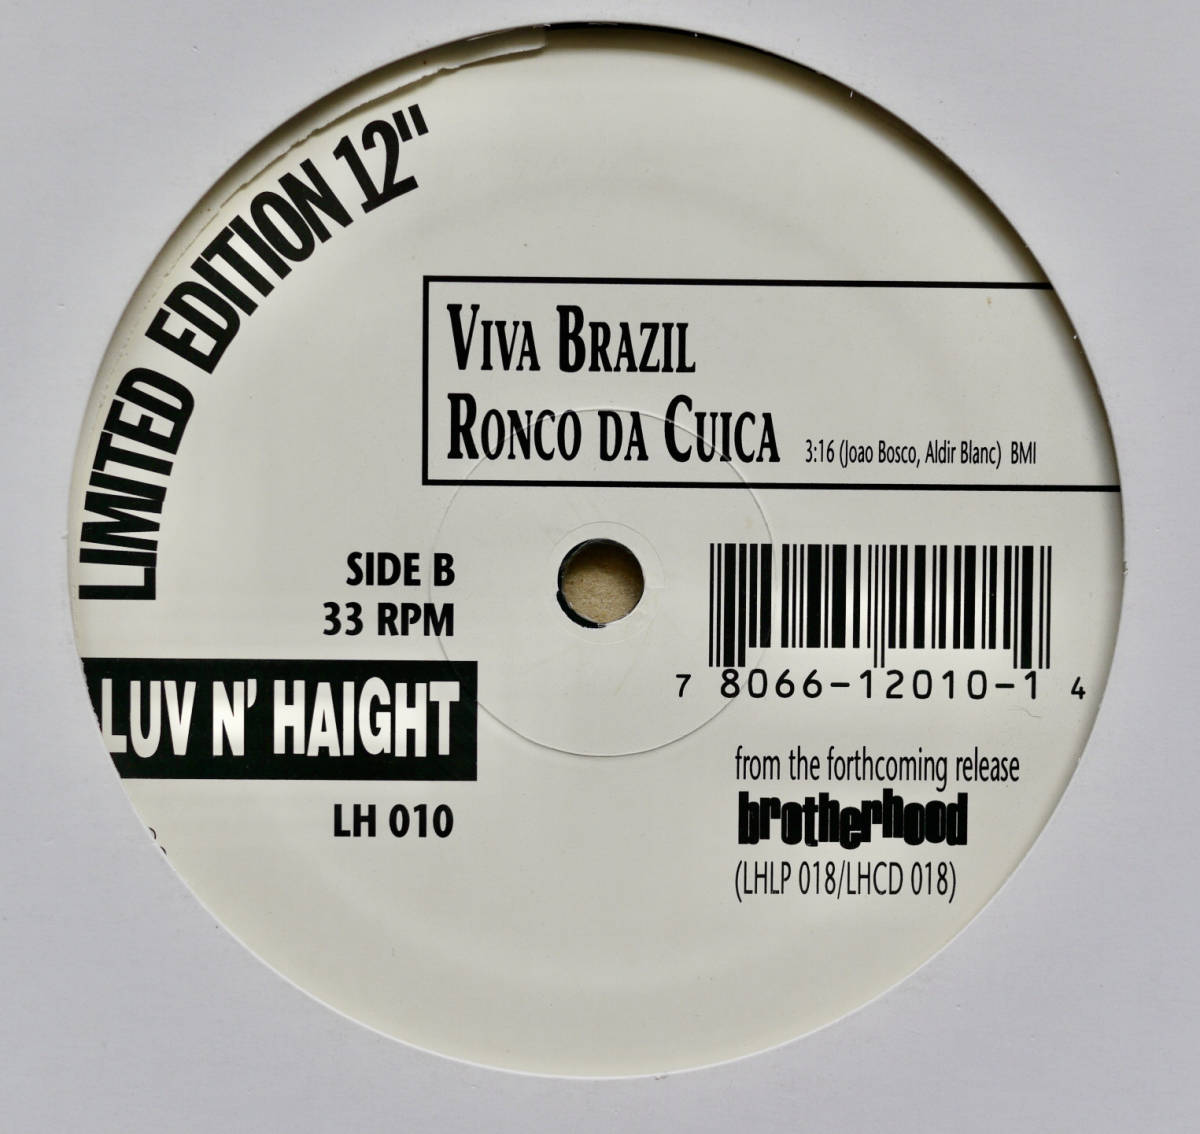 LIMITED EDITION 12"
VIVA BRAZIL
RONCO DA CUICA 3:16 (Joao Bosco, Aldir Blanc) BMI
SIDE B
33 RPM
LUV N' HAIGHT
LH 010
7 8066-12010-1 4
from the forthcoming release
brotherhood
(LHLP 018/LHCD 018)